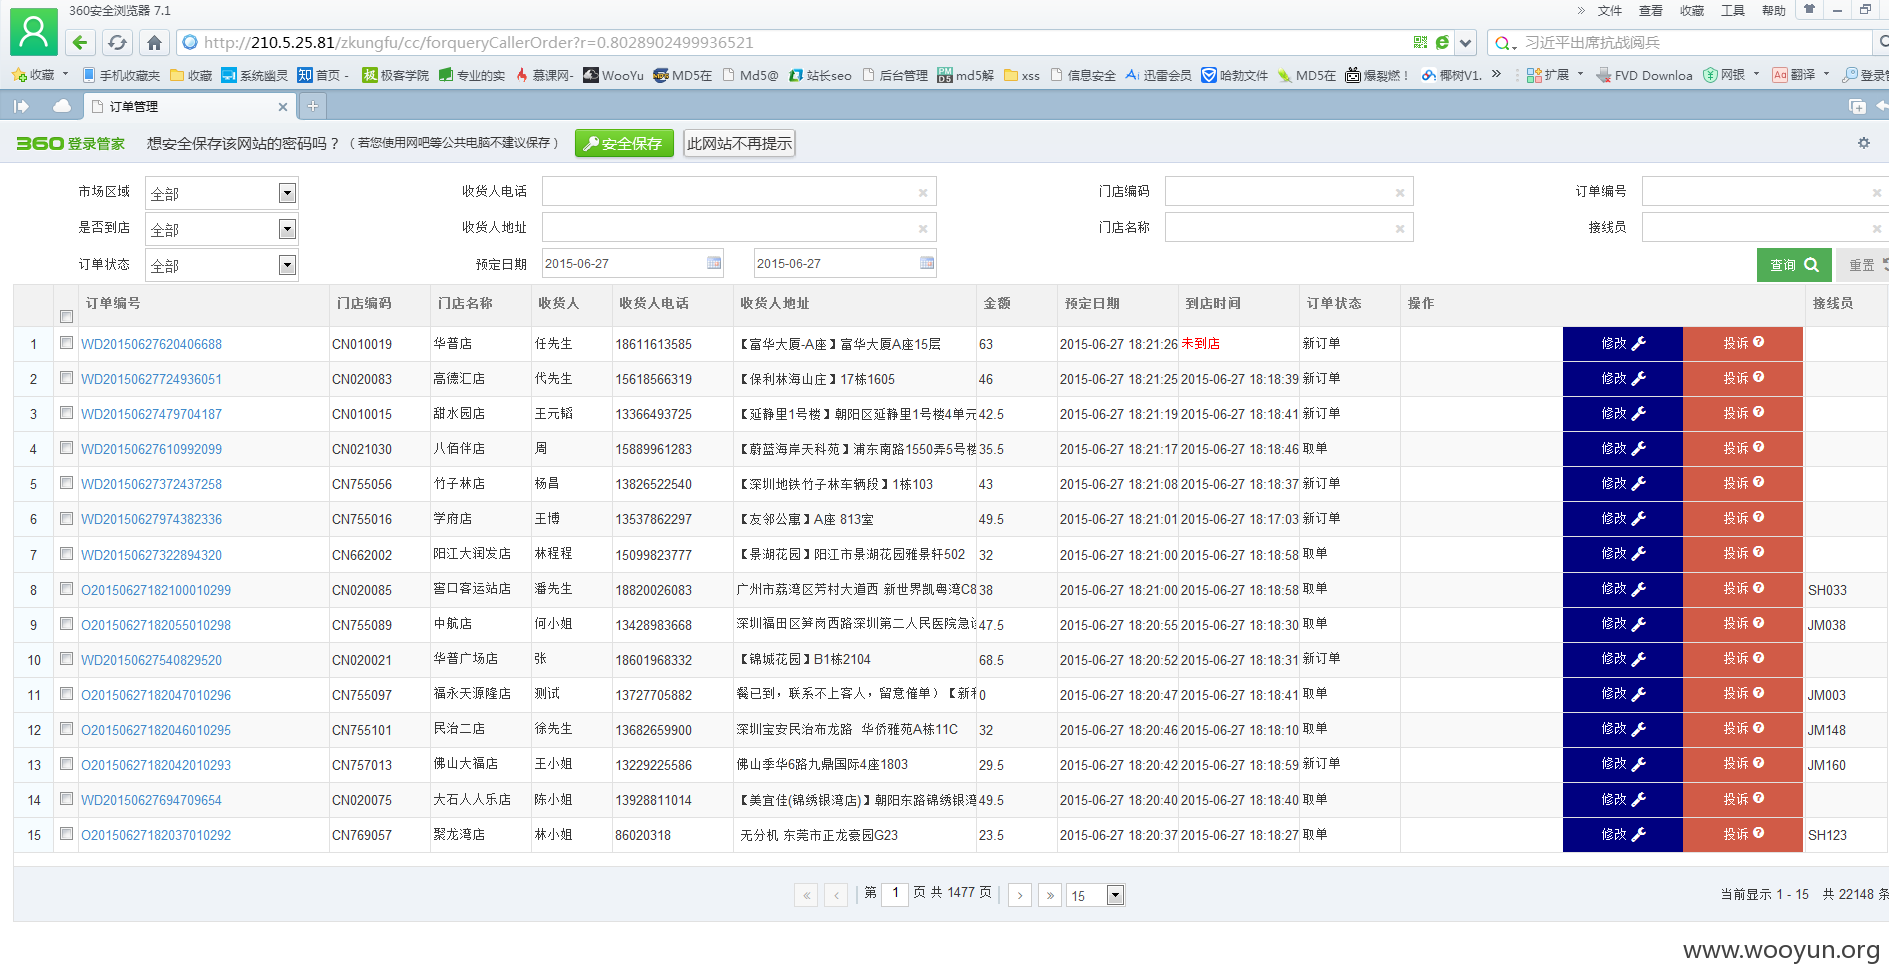 360安全浏览器 7.1
» 文件 查看 收藏 工具 帮助
http://210.5.25.81/zkungfu/cc/forqueryCallerOrder?r=0.8028902499936521
习近平出席抗战阅兵
收藏 手机收藏夹 收藏 系统幽灵 知 首页 - 极 极客学院 专业的实 慕课网- WooYu MD5在 Md5@ 站长seo 后台管理 md5解 xss 信息安全 迅雷会员 哈勃文件 MD5在 爆裂燃! 椰树V1. » 扩展 FVD Downloa 网银 翻译 登录管
订单管理
360登录管家 想安全保存该网站的密码吗？（若您使用网吧等公共电脑不建议保存） 安全保存 此网站不再提示
市场区域 全部 收货人电话 门店编码 订单编号
是否到店 全部 收货人地址 门店名称 接线员
订单状态 全部 预定日期 2015-06-27 2015-06-27 查询 重置
订单编号 门店编码 门店名称 收货人 收货人电话 收货人地址 金额 预定日期 到店时间 订单状态 操作 接线员
1 WD20150627620406688 CN010019 华普店 任先生 18611613585 【富华大厦-A座】富华大厦A座15层 63 2015-06-27 18:21:26 未到店 新订单 修改 投诉
2 WD20150627724936051 CN020083 高德汇店 代先生 15618566319 【保利林海山庄】17栋1605 46 2015-06-27 18:21:25 2015-06-27 18:18:39 新订单 修改 投诉
3 WD20150627479704187 CN010015 甜水园店 王元韬 13366493725 【延静里1号楼】朝阳区延静里1号楼4单元 42.5 2015-06-27 18:21:19 2015-06-27 18:18:41 新订单 修改 投诉
4 WD20150627610992099 CN021030 八佰伴店 周 15889961283 【蔚蓝海岸天科苑】浦东南路1550弄5号楼 35.5 2015-06-27 18:21:17 2015-06-27 18:18:46 取单 修改 投诉
5 WD20150627372437258 CN755056 竹子林店 杨昌 13826522540 【深圳地铁竹子林车辆段】1栋103 43 2015-06-27 18:21:08 2015-06-27 18:18:37 新订单 修改 投诉
6 WD20150627974382336 CN755016 学府店 王博 13537862297 【友邻公寓】A座 813室 49.5 2015-06-27 18:21:01 2015-06-27 18:17:03 新订单 修改 投诉
7 WD20150627322894320 CN662002 阳江大润发店 林程程 15099823777 【景湖花园】阳江市景湖花园雅景轩502 32 2015-06-27 18:21:00 2015-06-27 18:18:58 取单 修改 投诉
8 O20150627182100010299 CN020085 窖口客运站店 潘先生 18820026083 广州市荔湾区芳村大道西 新世界凯粤湾C8 38 2015-06-27 18:21:00 2015-06-27 18:18:58 取单 修改 投诉 SH033
9 O20150627182055010298 CN755089 中航店 何小姐 13428983668 深圳福田区笋岗西路深圳第二人民医院急诊 47.5 2015-06-27 18:20:55 2015-06-27 18:18:30 取单 修改 投诉 JM038
10 WD20150627540829520 CN020021 华普广场店 张 18601968332 【锦城花园】B1栋2104 68.5 2015-06-27 18:20:52 2015-06-27 18:18:31 新订单 修改 投诉
11 O20150627182047010296 CN755097 福永天源隆店 测试 13727705882 餐已到，联系不上客人，留意催单）【新和 0 2015-06-27 18:20:47 2015-06-27 18:18:41 取单 修改 投诉 JM003
12 O20150627182046010295 CN755101 民治二店 徐先生 13682659900 深圳宝安民治布龙路 华侨雅苑A栋11C 32 2015-06-27 18:20:46 2015-06-27 18:18:10 取单 修改 投诉 JM148
13 O20150627182042010293 CN757013 佛山大福店 王小姐 13229225586 佛山季华6路九鼎国际4座1803 29.5 2015-06-27 18:20:42 2015-06-27 18:18:59 新订单 修改 投诉 JM160
14 WD20150627694709654 CN020075 大石人人乐店 陈小姐 13928811014 【美宜佳(锦绣银湾店)】朝阳东路锦绣银湾 49.5 2015-06-27 18:20:40 2015-06-27 18:18:40 取单 修改 投诉
15 O20150627182037010292 CN769057 聚龙湾店 林小姐 86020318 无分机 东莞市正龙豪园G23 23.5 2015-06-27 18:20:37 2015-06-27 18:18:27 取单 修改 投诉 SH123
« ‹ 第 1 页 共 1477 页 › » 15 当前显示 1 - 15 共 22148 条
www.wooyun.org